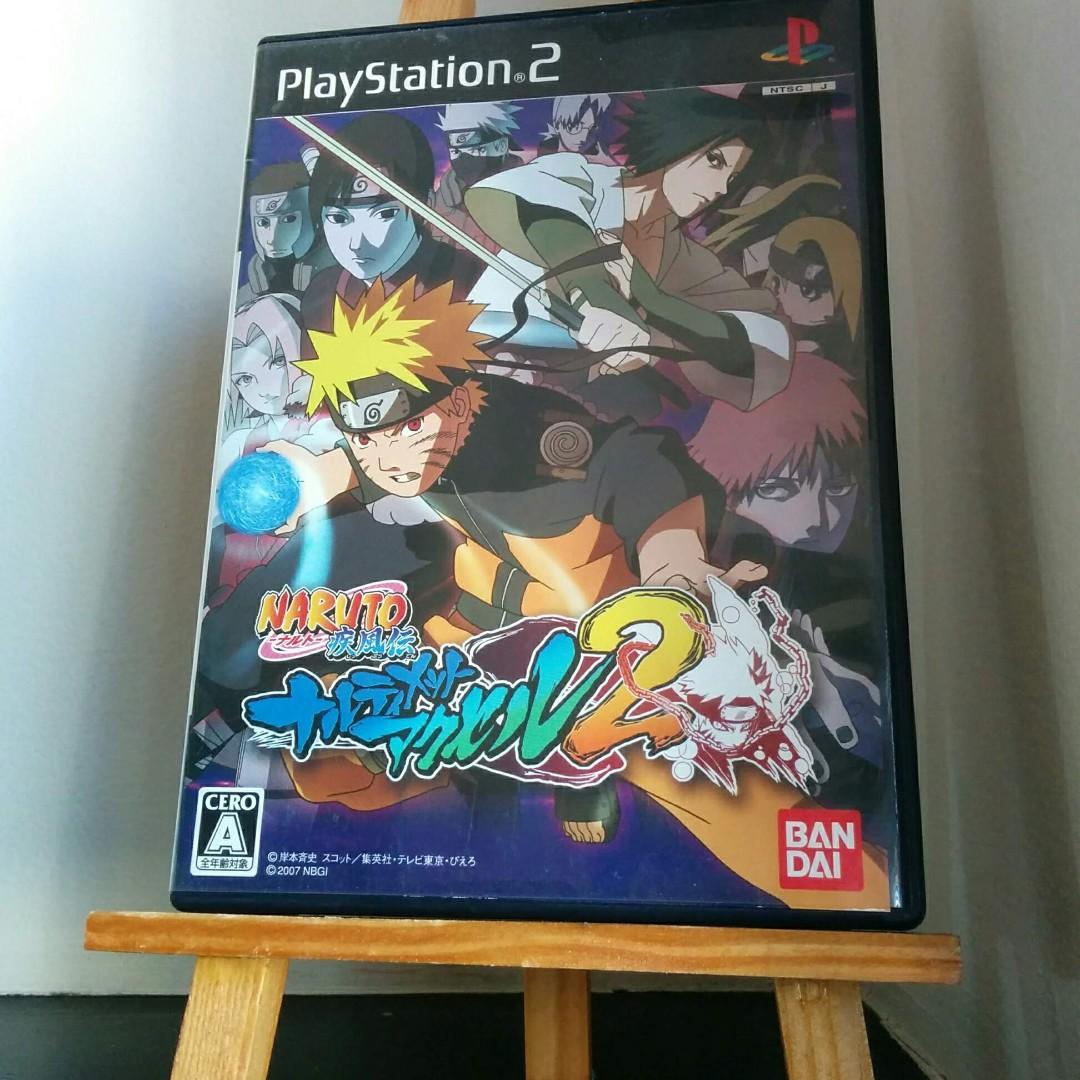 PlayStation®2
NTSC J
NARUTO
-ナルト-
疾風伝
ナルティメット
アクセル2
CERO
A
全年齢対象
©岸本斉史 スコット/集英社・テレビ東京・ぴえろ
©2007 NBGI
BAN
DAI